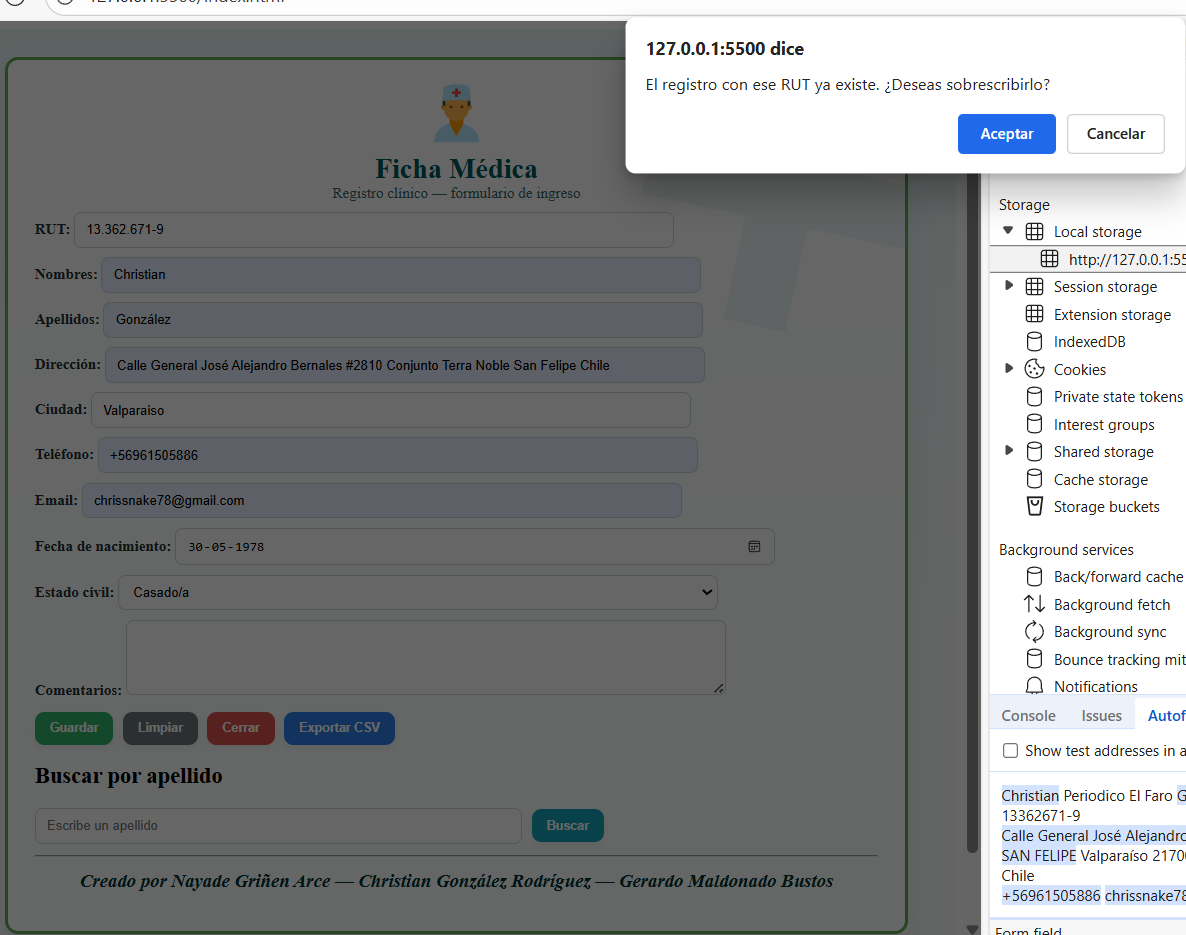 127.0.0.1:5500 dice
El registro con ese RUT ya existe. ¿Deseas sobrescribirlo?
Aceptar
Cancelar
Ficha Médica
Registro clínico — formulario de ingreso
RUT: 13.362.671-9
Nombres: Christian
Apellidos: González
Dirección: Calle General José Alejandro Bernales #2810 Conjunto Terra Noble San Felipe Chile
Ciudad: Valparaiso
Teléfono: +56961505886
Email: chrissnake78@gmail.com
Fecha de nacimiento: 30-05-1978
Estado civil: Casado/a
Comentarios:
Guardar
Limpiar
Cerrar
Exportar CSV
Buscar por apellido
Escribe un apellido
Buscar
Creado por Nayade Griñen Arce — Christian González Rodríguez — Gerardo Maldonado Bustos
Storage
Local storage
http://127.0.0.1:55
Session storage
Extension storage
IndexedDB
Cookies
Private state tokens
Interest groups
Shared storage
Cache storage
Storage buckets
Background services
Back/forward cache
Background fetch
Background sync
Bounce tracking mit
Notifications
Console
Issues
Autof
Show test addresses in a
Christian Periodico El Faro G
13362671-9
Calle General José Alejandro
SAN FELIPE Valparaíso 2170
Chile
+56961505886 chrissnake78
Form field